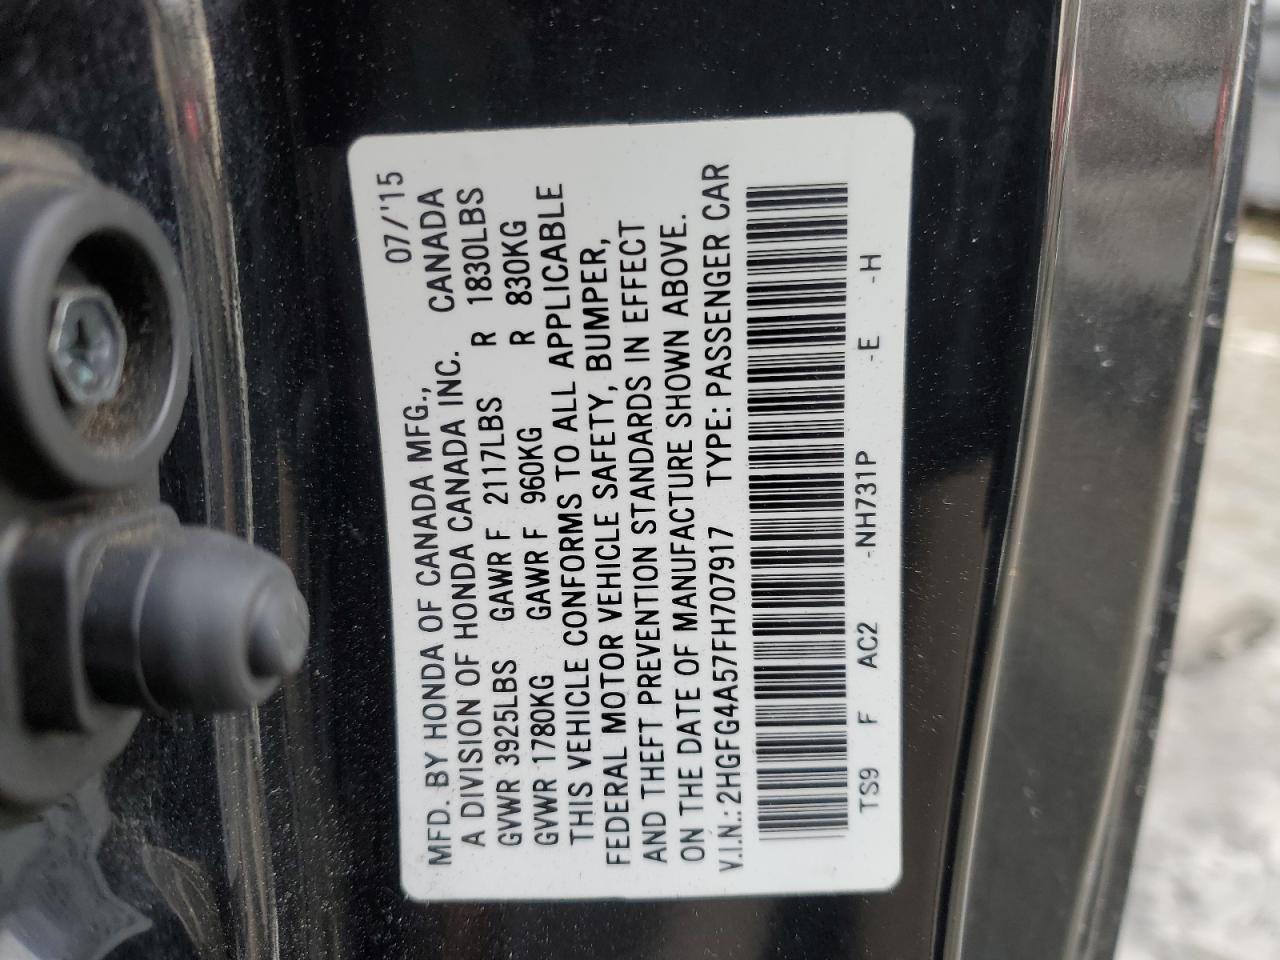 07/'15
MFD. BY HONDA OF CANADA MFG.,
A DIVISION OF HONDA CANADA INC. CANADA
GVWR 3925LBS GAWR F 2117LBS R 1830LBS
GVWR 1780KG GAWR F 960KG R 830KG
THIS VEHICLE CONFORMS TO ALL APPLICABLE
FEDERAL MOTOR VEHICLE SAFETY, BUMPER,
AND THEFT PREVENTION STANDARDS IN EFFECT
ON THE DATE OF MANUFACTURE SHOWN ABOVE.
V.I.N.: 2HGFG4A57FH707917 TYPE: PASSENGER CAR
TS9 F AC2 -NH731P -E -H